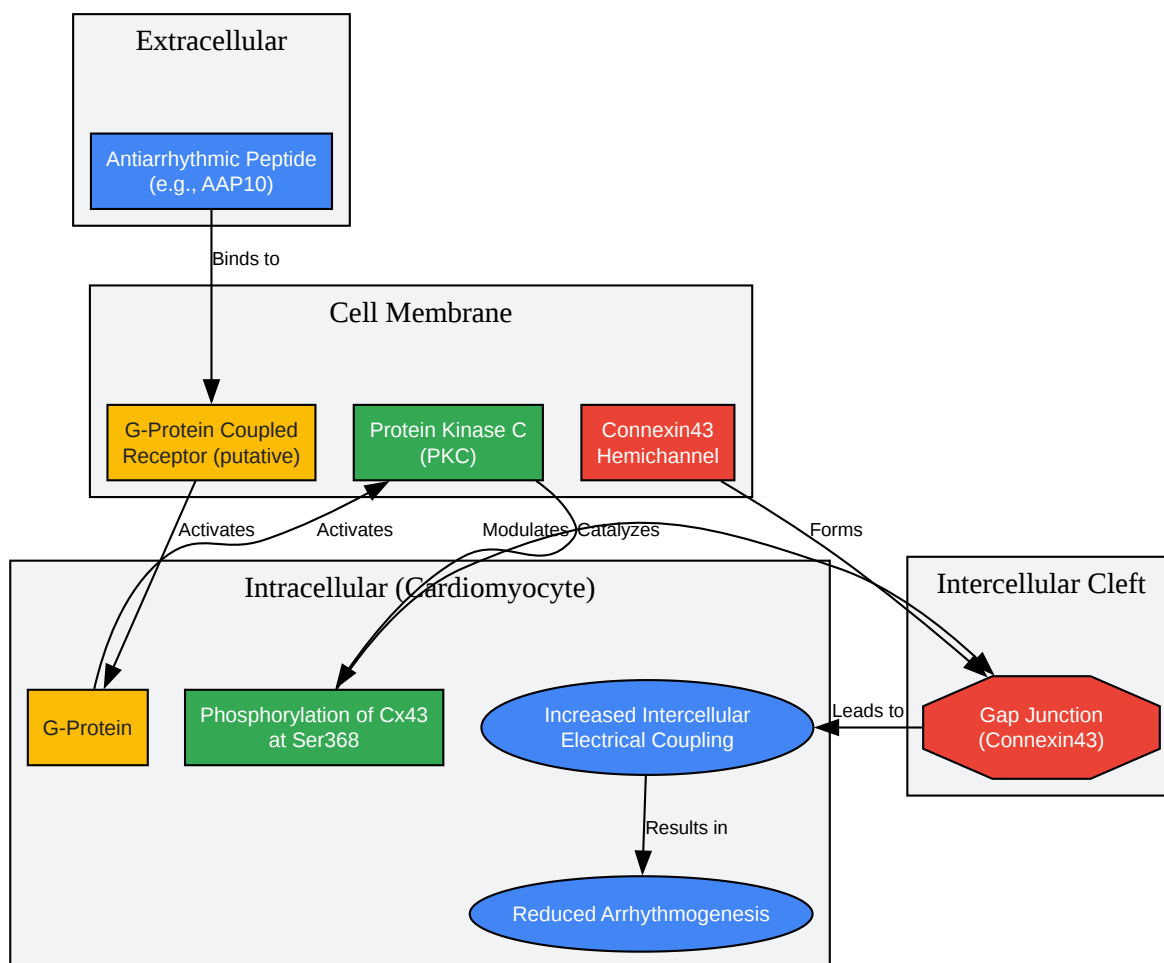 Extracellular
Antiarrhythmic Peptide
(e.g., AAP10)
Binds to
Cell Membrane
G-Protein Coupled
Receptor (putative)
Protein Kinase C
(PKC)
Connexin43
Hemichannel
Activates
Activates
Modulates
Catalyzes
Forms
Intracellular (Cardiomyocyte)
Intercellular Cleft
G-Protein
Phosphorylation of Cx43
at Ser368
Increased Intercellular
Electrical Coupling
Leads to
Gap Junction
(Connexin43)
Results in
Reduced Arrhythmogenesis